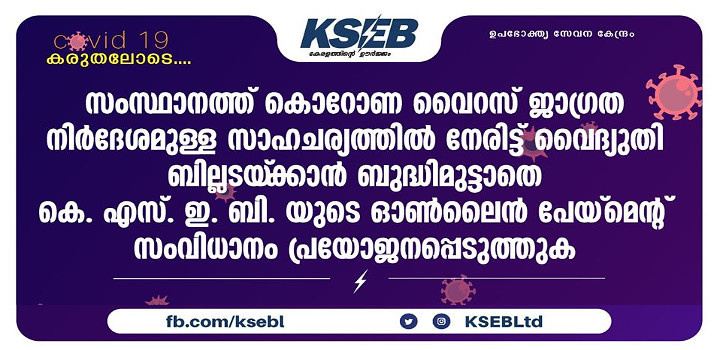 covid 19
കരുതലോടെ....
KSEB
കേരളത്തിന്റെ ഊർജ്ജം
ഉപഭോക്തൃ സേവന കേന്ദ്രം
സംസ്ഥാനത്ത് കൊറോണ വൈറസ് ജാഗ്രത
നിർദേശമുള്ള സാഹചര്യത്തിൽ നേരിട്ട് വൈദ്യുതി
ബില്ലടയ്ക്കാൻ ബുദ്ധിമുട്ടാതെ
കെ. എസ്. ഇ. ബി. യുടെ ഓൺലൈൻ പേയ്മെന്റ്
സംവിധാനം പ്രയോജനപ്പെടുത്തുക
fb.com/ksebl
KSEBLtd